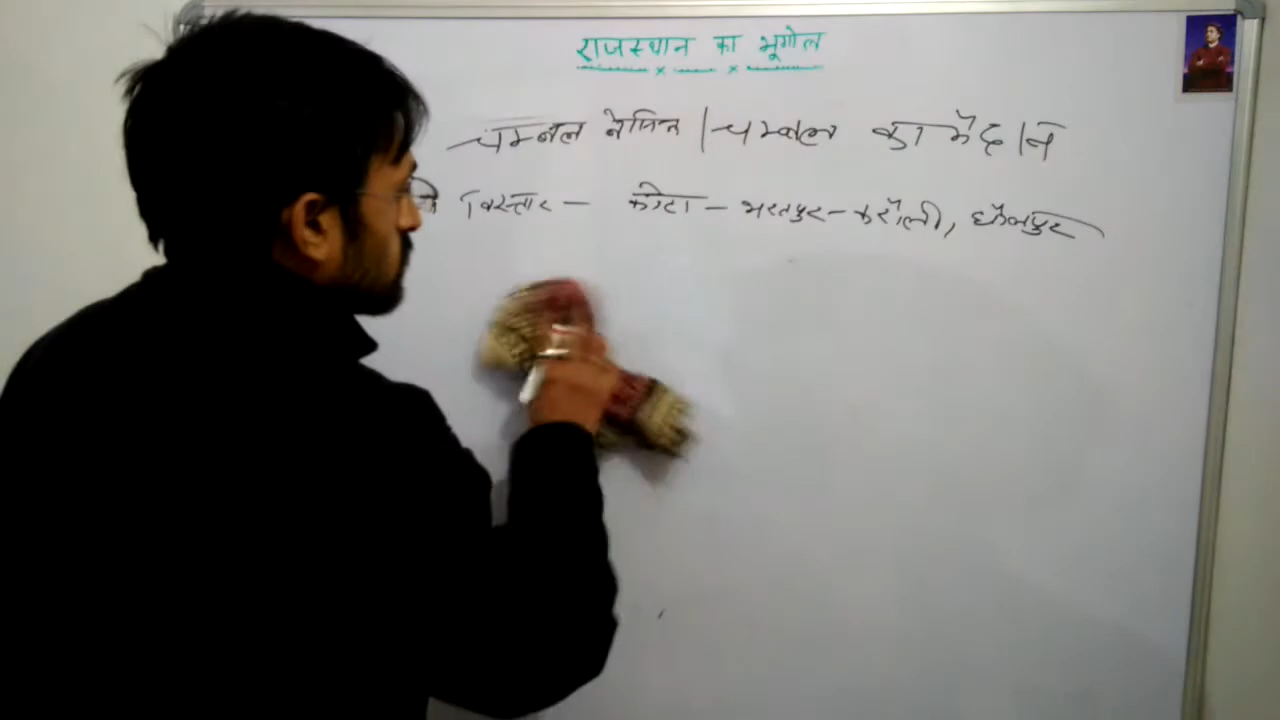 राजस्थान का भूगोल
चम्बल बेसिन | चम्बल का मैदान
विस्तार - कोटा - भरतपुर - करौली, धौलपुर